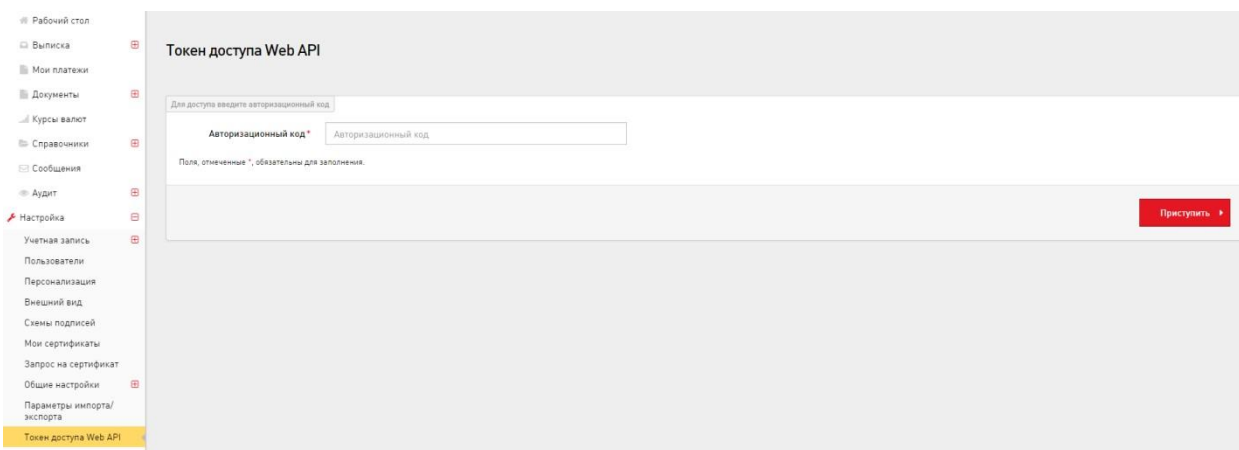 Рабочий стол
Выписка
Мои платежи
Документы
Курсы валют
Справочники
Сообщения
Аудит
Настройка
Учетная запись
Пользователи
Персонализация
Внешний вид
Схемы подписей
Мои сертификаты
Запрос на сертификат
Общие настройки
Параметры импорта/
экспорта
Токен доступа Web API
Токен доступа Web API
Для доступа введите авторизационный код
Авторизационный код* Авторизационный код
Поля, отмеченные *, обязательны для заполнения.
Приступить